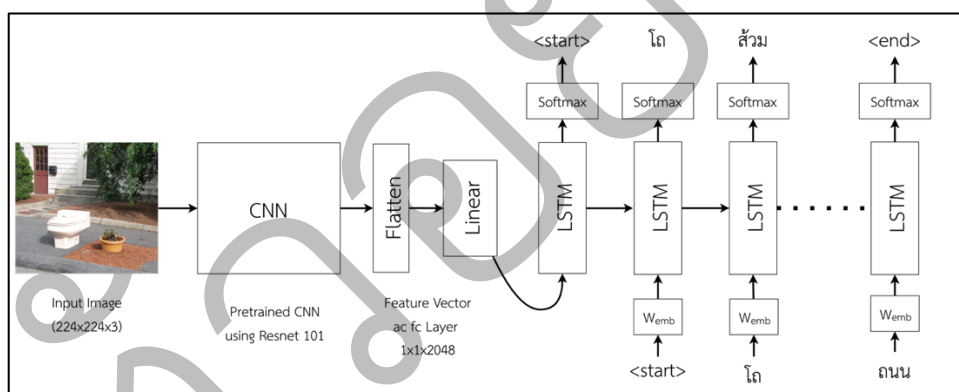 <start> โถ ส้วม <end>
Softmax Softmax Softmax Softmax
CNN Flatten Linear LSTM LSTM LSTM LSTM
Input Image
(224x224x3)
Pretrained CNN
using Resnet 101
Feature Vector
ac fc Layer
1x1x2048
Wemb Wemb Wemb
<start> โถ ถนน